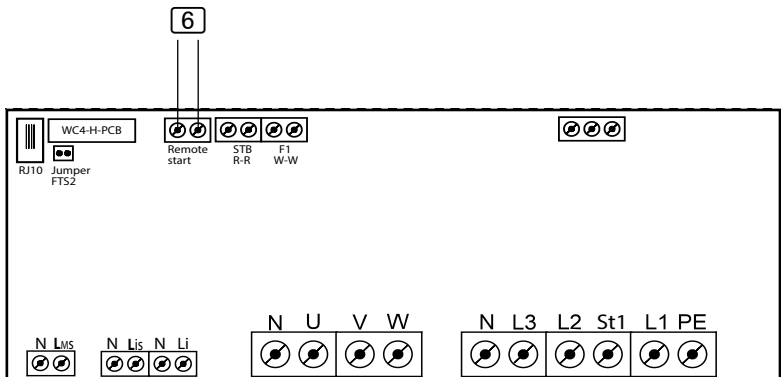 6
WC4-H-PCB
RJ10
Jumper
FTS2
Remote
start
STB
R-R
F1
W-W
N LMS
N LiS N Li
N U V W
N L3 L2 St1 L1 PE